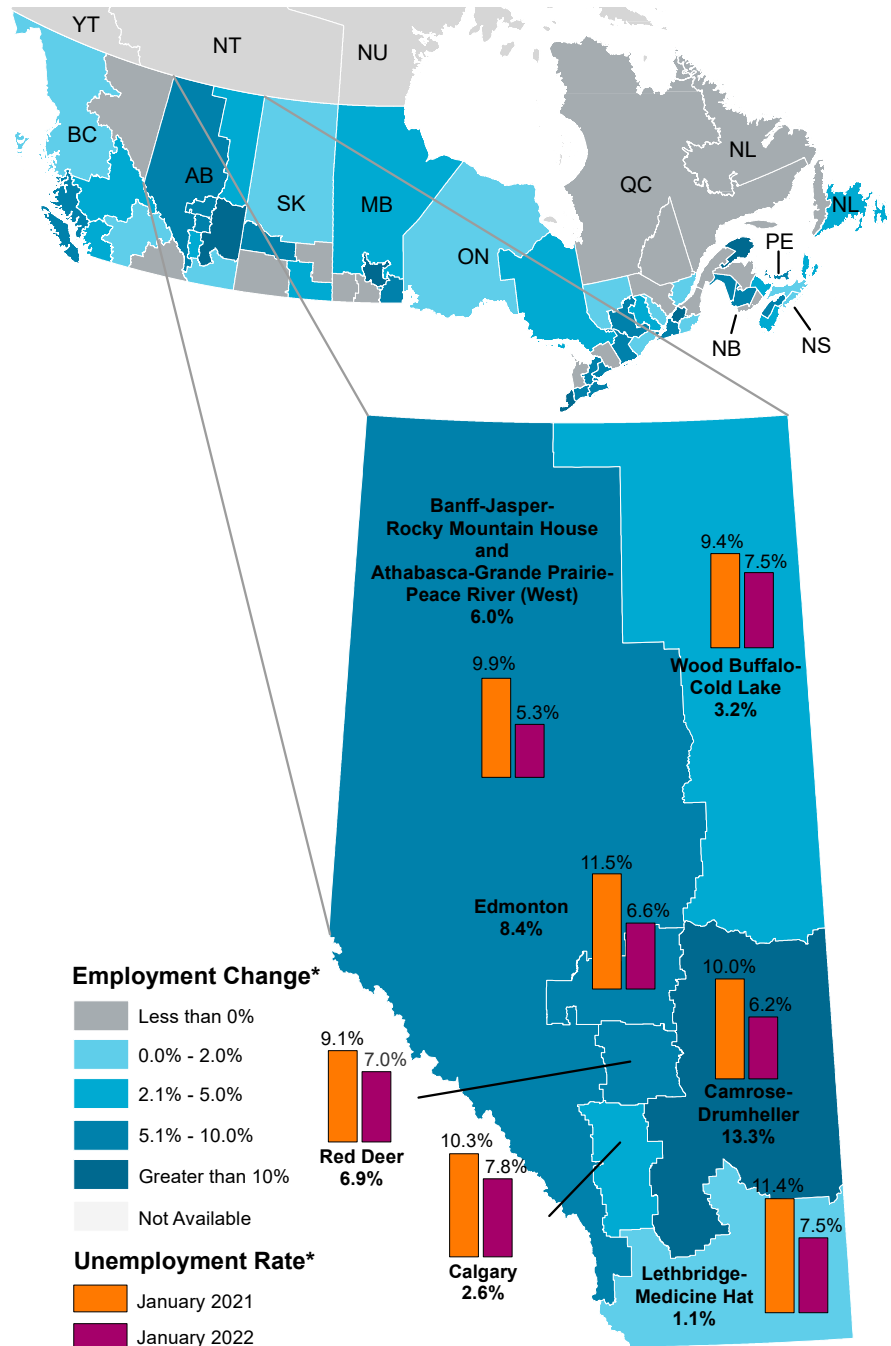 YT
NT
NU
BC
AB
SK
MB
ON
QC
NL
NL
PE
NB
NS
Banff-Jasper-
Rocky Mountain House
and
Athabasca-Grande Prairie-
Peace River (West)
6.0%
9.9%
5.3%
9.4%
7.5%
Wood Buffalo-
Cold Lake
3.2%
11.5%
6.6%
Edmonton
8.4%
10.0%
6.2%
Camrose-
Drumheller
13.3%
9.1%
7.0%
Red Deer
6.9%
10.3%
7.8%
Calgary
2.6%
11.4%
7.5%
Lethbridge-
Medicine Hat
1.1%
Employment Change*
Less than 0%
0.0% - 2.0%
2.1% - 5.0%
5.1% - 10.0%
Greater than 10%
Not Available
Unemployment Rate*
January 2021
January 2022